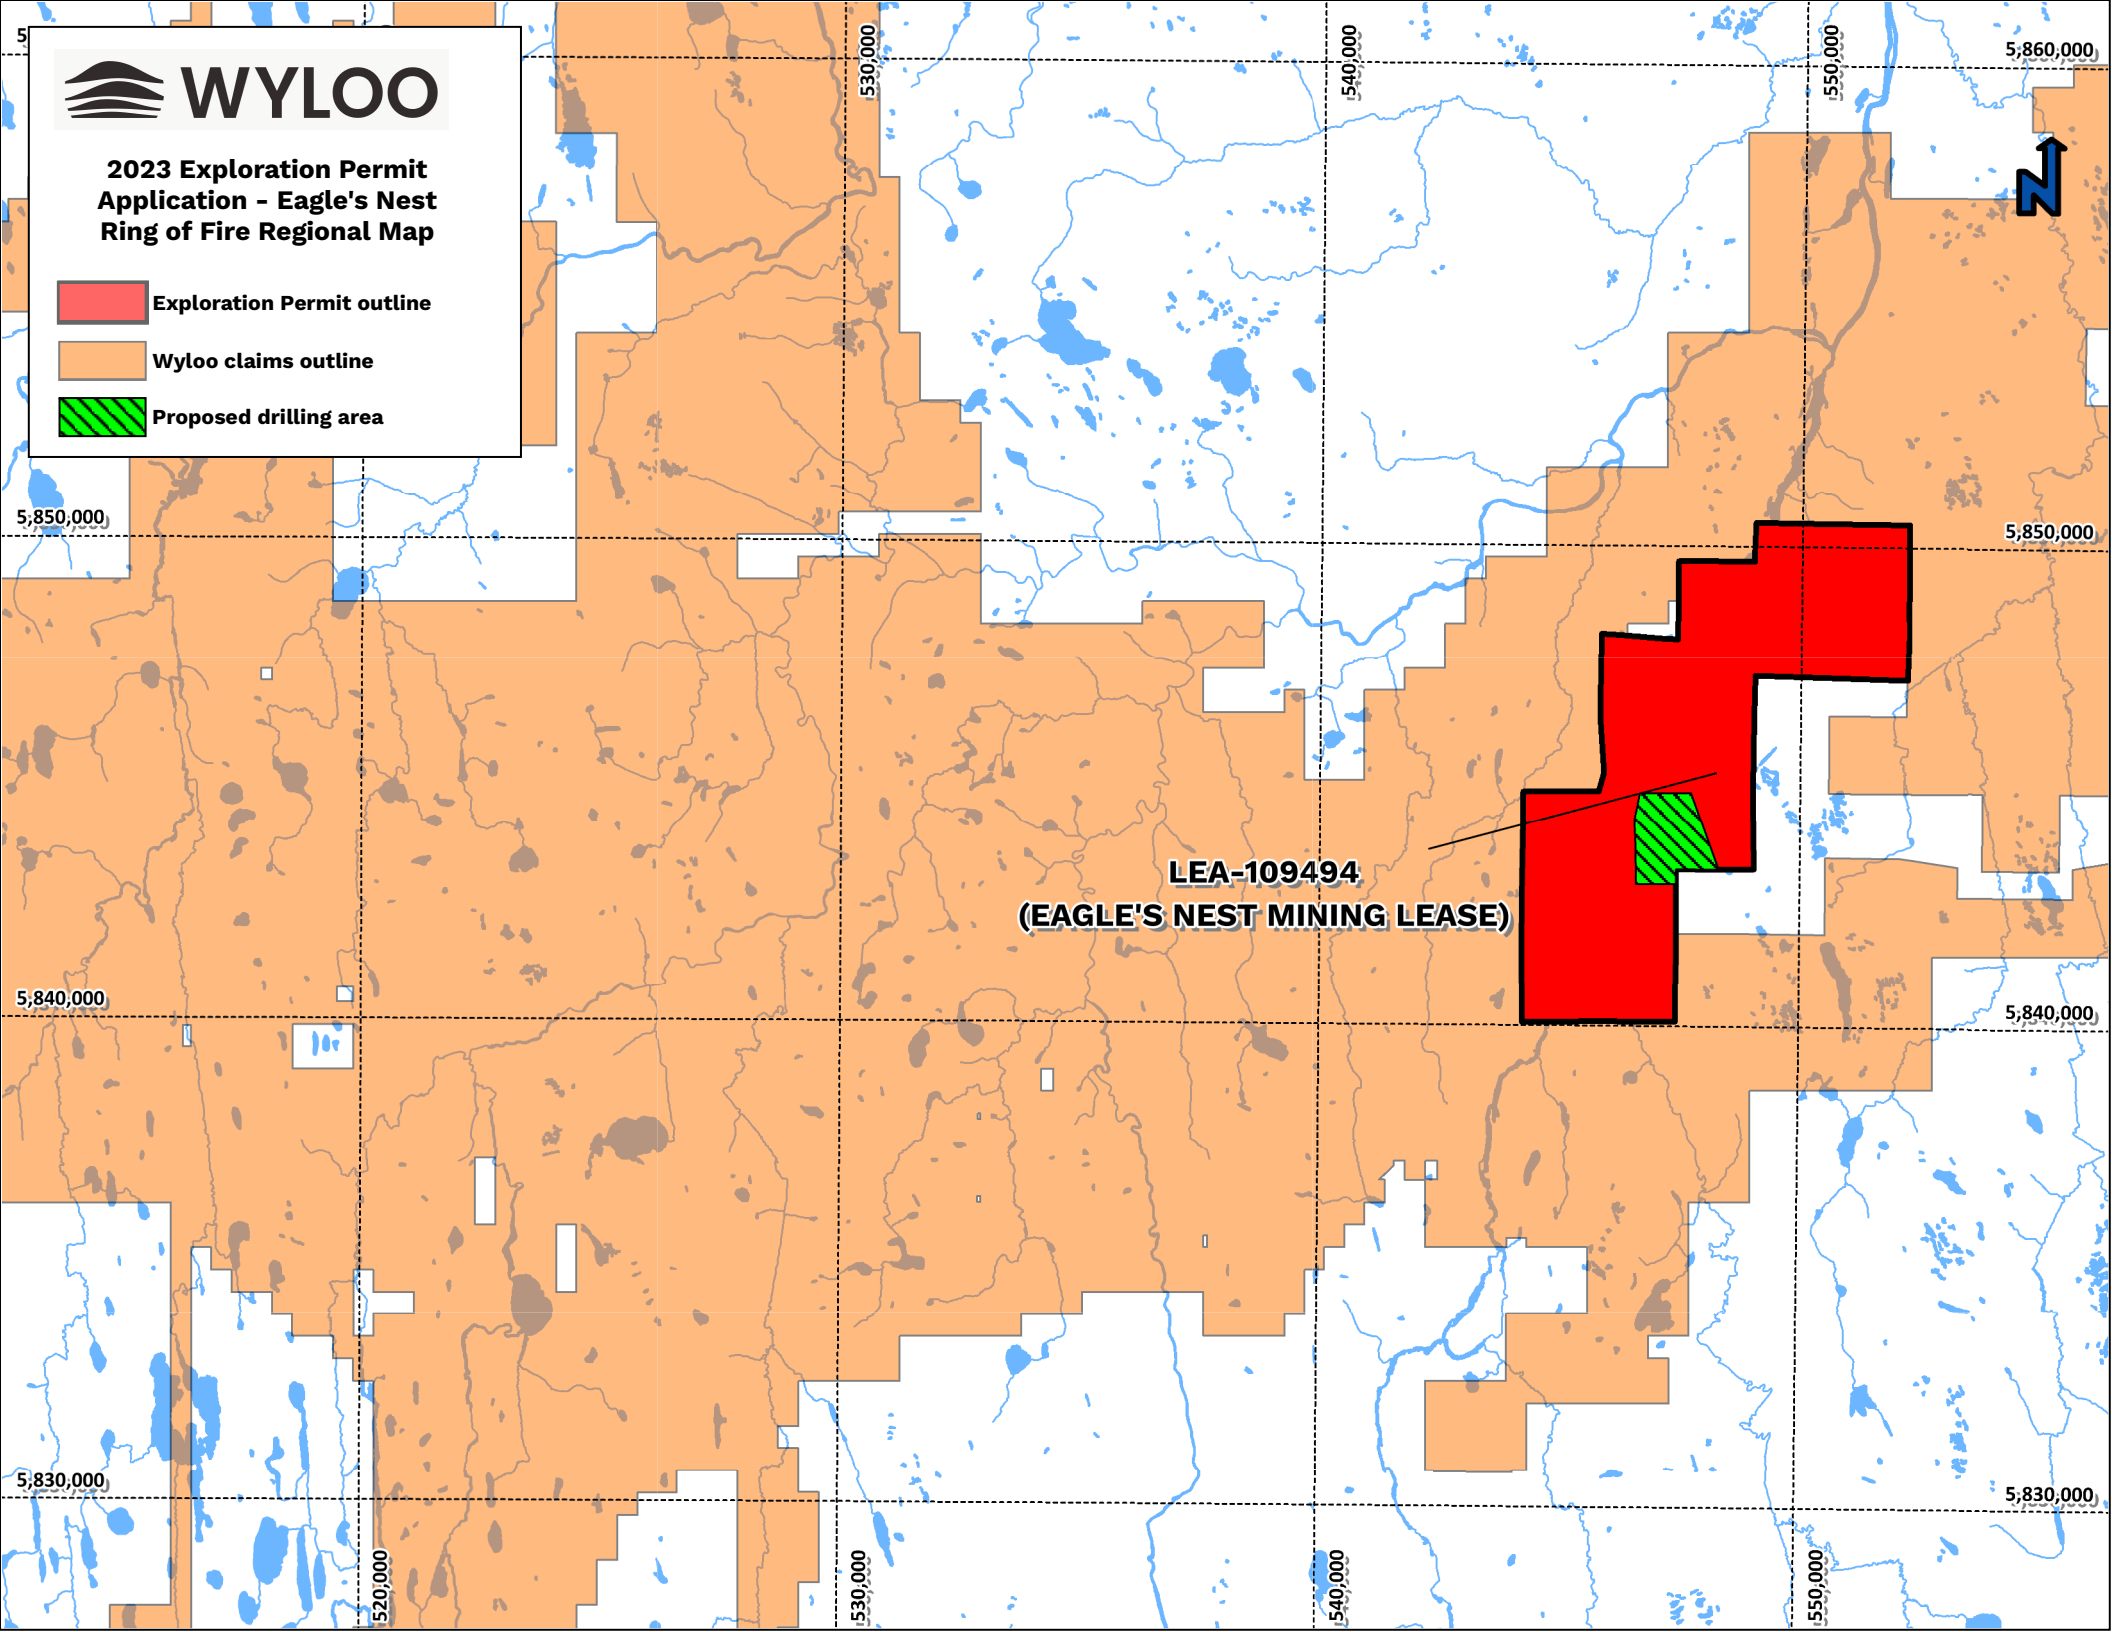 WYLOO
2023 Exploration Permit
Application - Eagle's Nest
Ring of Fire Regional Map
Exploration Permit outline
Wyloo claims outline
Proposed drilling area
530,000
540,000
550,000
5,860,000
5,850,000
5,850,000
LEA-109494
(EAGLE'S NEST MINING LEASE)
5,840,000
5,840,000
5,830,000
5,830,000
520,000
530,000
540,000
550,000